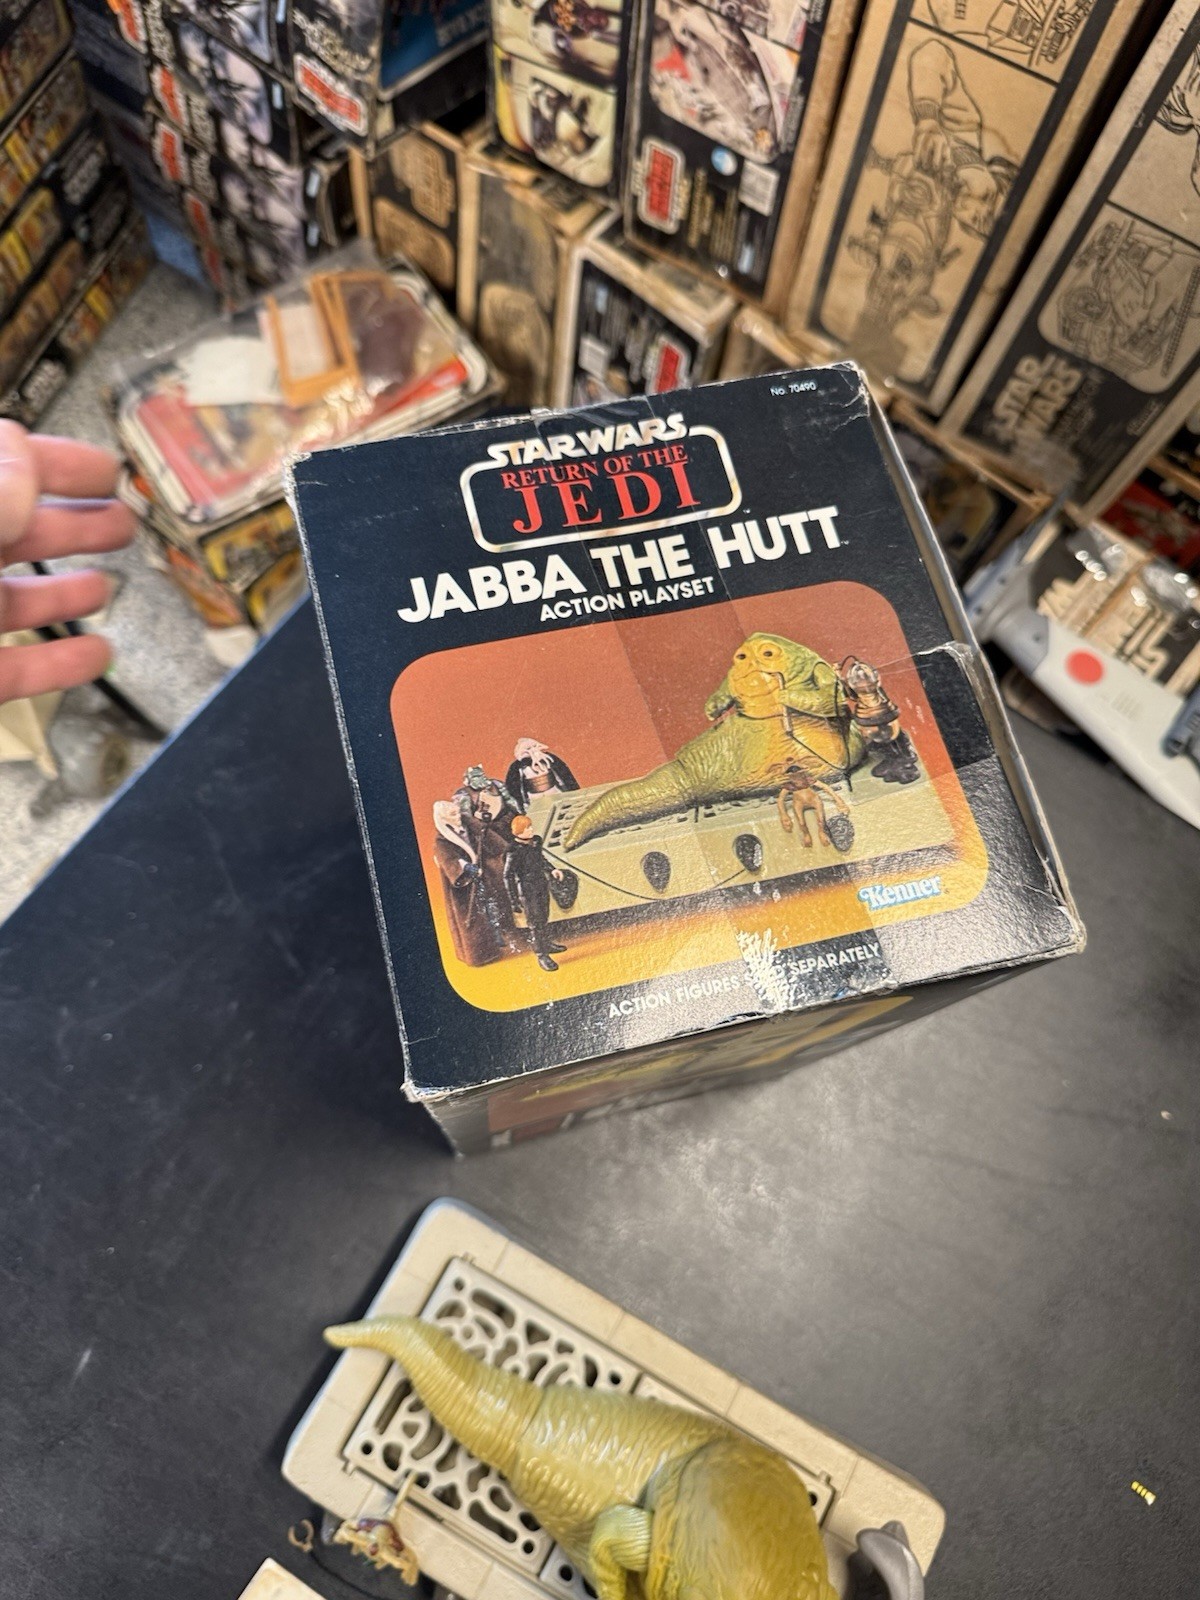 No. 70490
STAR WARS
RETURN OF THE
JEDI
JABBA THE HUTT
ACTION PLAYSET
Kenner
ACTION FIGURES SEPARATELY
STAR
WARS